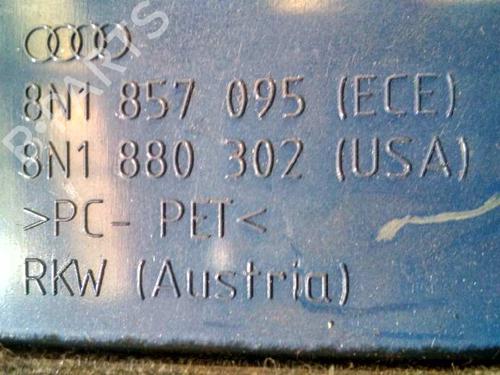 8N1 857 095 (ECE)
8N1 880 302 (USA)
>PC- PET<
RKW (Austria)